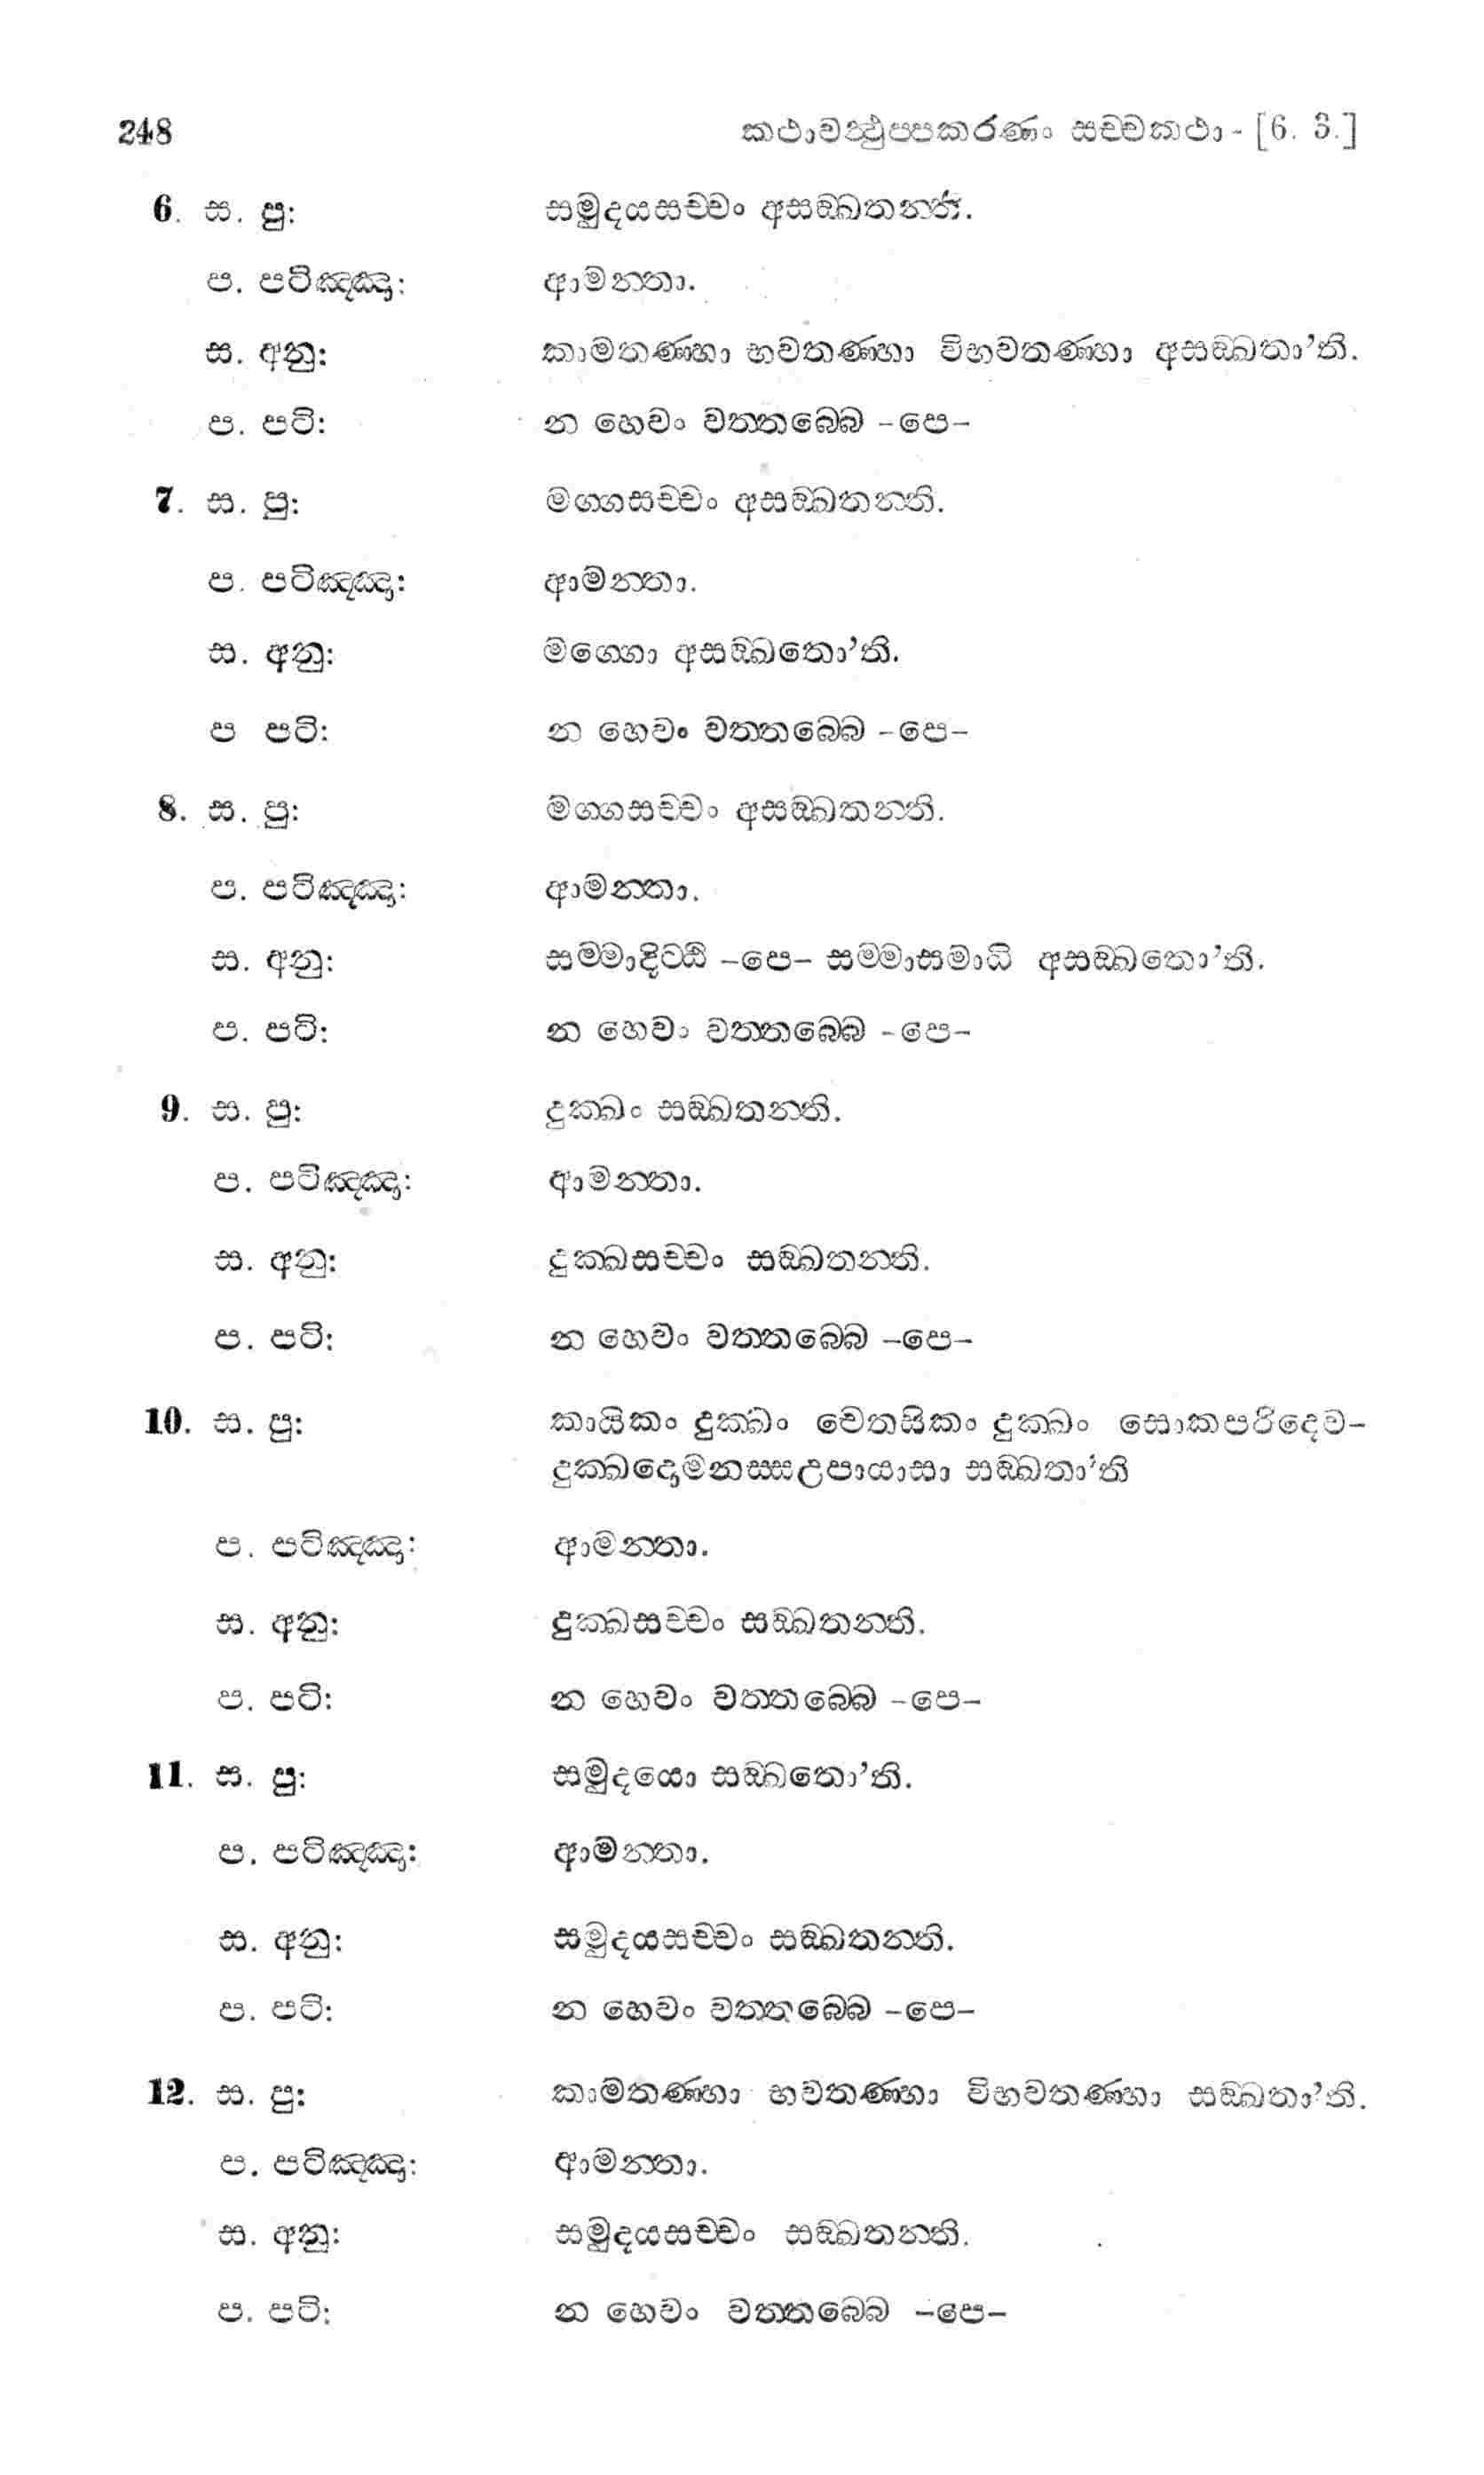 248 කථාවත්‍ථුප‍්පකරණං සච‍්චකථා - [6. 3.]
6. ස. පු: සමුදයසච‍්චං අසඞ‍්ඛතන‍්ති.
ප. පටිඤ‍්ඤා: ආමන‍්තා.
ස. අනු: කාමතණ‍්හා භවතණ‍්හා විභවතණ‍්හා අසඞ‍්ඛතා’ති.
ප. පටි: න හෙවං වත‍්තබ‍්බෙ -පෙ-
7. ස. පු: මග‍්ගසච‍්චං අසඞ‍්ඛතන‍්ති.
ප. පටිඤ‍්ඤා: ආමන‍්තා.
ස. අනු: මග‍්ගො අසඞ‍්ඛතො’ති.
ප පටි: න හෙවං වත‍්තබ‍්බෙ -පෙ-
8. ස. පු: මග‍්ගසච‍්චං අසඞ‍්ඛතන‍්ති.
ප. පටිඤ‍්ඤා: ආමන‍්තා.
ස. අනු: සම‍්මාදිට‍්ඨි -පෙ- සම‍්මාසමාධි අසඞ‍්ඛතො’ති.
ප. පටි: න හෙවං වත‍්තබ‍්බෙ -පෙ-
9. ස. පු: දුක‍්ඛං සඞ‍්ඛතන‍්ති.
ප. පටිඤ‍්ඤා: ආමන‍්තා.
ස. අනු: දුක‍්ඛසච‍්චං සඞ‍්ඛතන‍්ති.
ප. පටි: න හෙවං වත‍්තබ‍්බෙ -පෙ-
10. ස. පු: කායිකං දුක‍්ඛං චෙතසිකං දුක‍්ඛං සොකපරිදෙව-
දුක‍්ඛදොමනස‍්සඋපායාසා සඞ‍්ඛතා’ති
ප. පටිඤ‍්ඤා: ආමන‍්තා.
ස. අනු: දුක‍්ඛසච‍්චං සඞ‍්ඛතන‍්ති.
ප. පටි: න හෙවං වත‍්තබ‍්බෙ -පෙ-
11. ස. පු: සමුදයො සඞ‍්ඛතො’ති.
ප. පටිඤ‍්ඤා: ආමන‍්තා.
ස. අනු: සමුදයසච‍්චං සඞ‍්ඛතන‍්ති.
ප. පටි: න හෙවං වත‍්තබ‍්බෙ -පෙ-
12. ස. පු: කාමතණ‍්හා භවතණ‍්හා විභවතණ‍්හා සඞ‍්ඛතා’ති.
ප. පටිඤ‍්ඤා: ආමන‍්තා.
ස. අනු: සමුදයසච‍්චං සඞ‍්ඛතන‍්ති.
ප. පටි: න හෙවං වත‍්තබ‍්බෙ -පෙ-